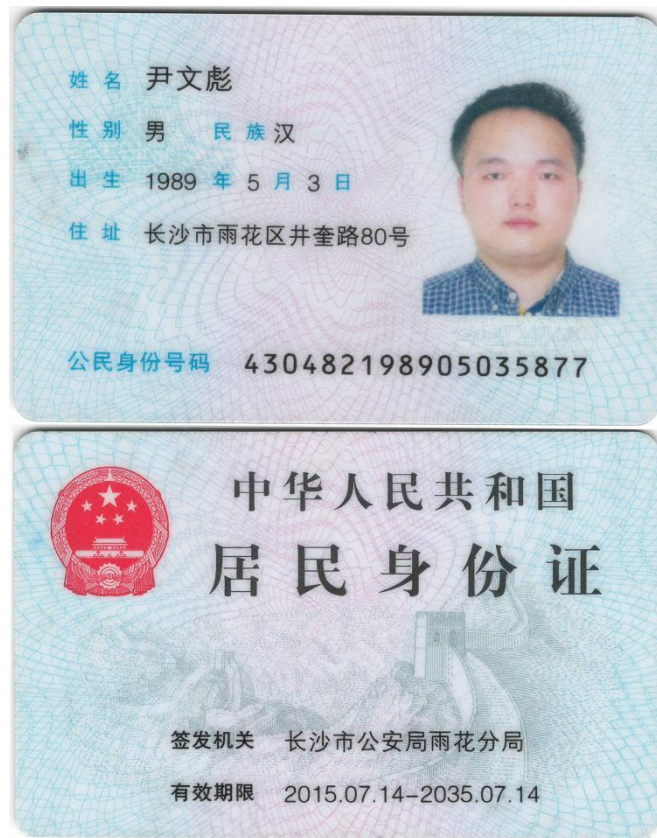 姓名 尹文彪
性别 男 民族 汉
出生 1989 年 5 月 3 日
住址 长沙市雨花区井奎路80号
公民身份号码 430482198905035877
中华人民共和国
居民身份证
签发机关 长沙市公安局雨花分局
有效期限 2015.07.14-2035.07.14